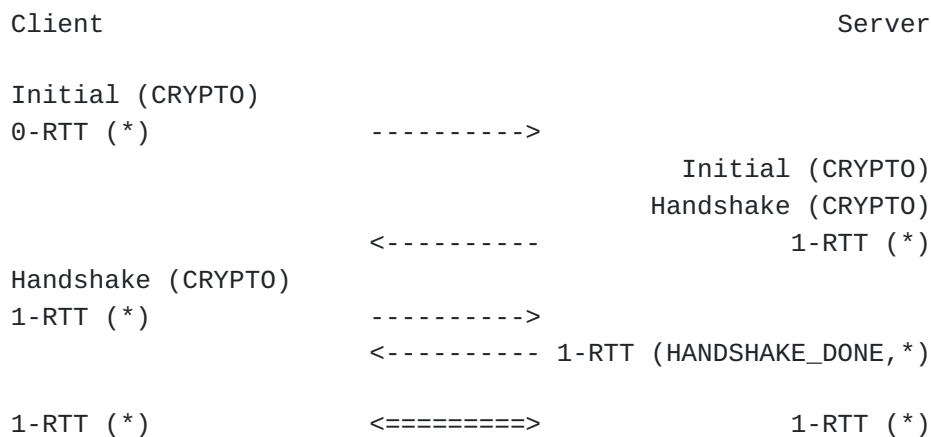 Client                                               Server

Initial (CRYPTO)
0-RTT (*)              ---------->
                                           Initial (CRYPTO)
                                         Handshake (CRYPTO)
                       <----------                1-RTT (*)
Handshake (CRYPTO)
1-RTT (*)              ---------->
                       <---------- 1-RTT (HANDSHAKE_DONE,*)

1-RTT (*)              <=========>                1-RTT (*)